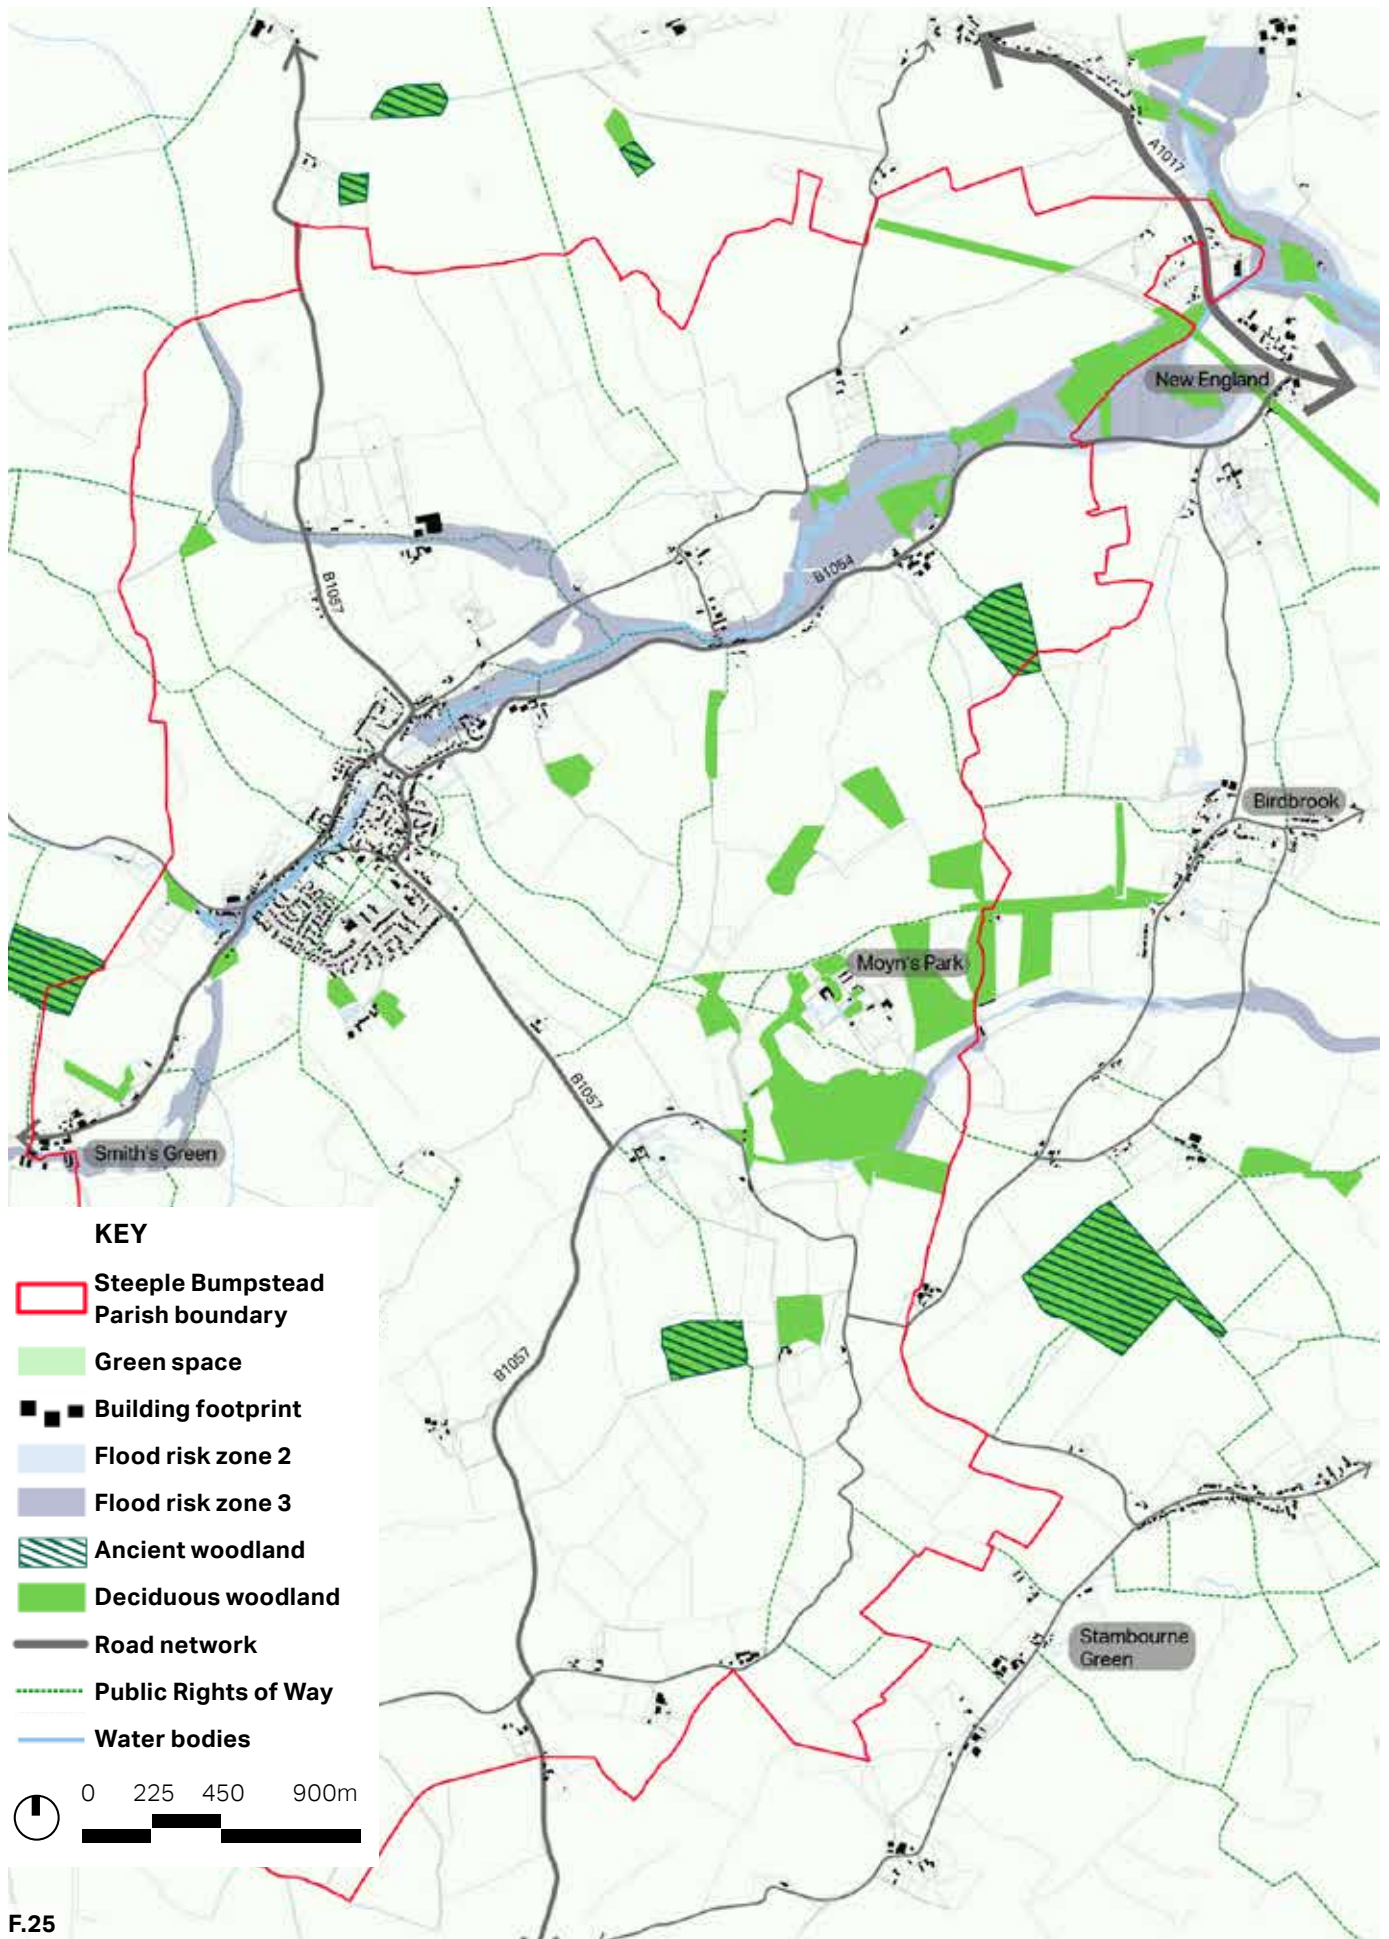 A1017
New England
B1054
B1057
Birdbrook
Moyn's Park
B1057
Smith's Green
B1057
Stambourne
Green
KEY
Steeple Bumpstead
Parish boundary
Green space
Building footprint
Flood risk zone 2
Flood risk zone 3
Ancient woodland
Deciduous woodland
Road network
Public Rights of Way
Water bodies
0 225 450 900m
F.25